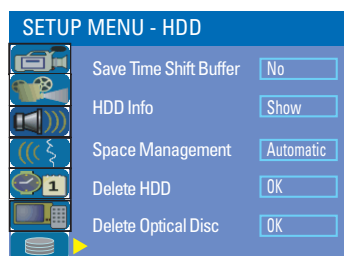 SETUP MENU - HDD
Save Time Shift Buffer No
HDD Info Show
Space Management Automatic
1
Delete HDD OK
Delete Optical Disc OK